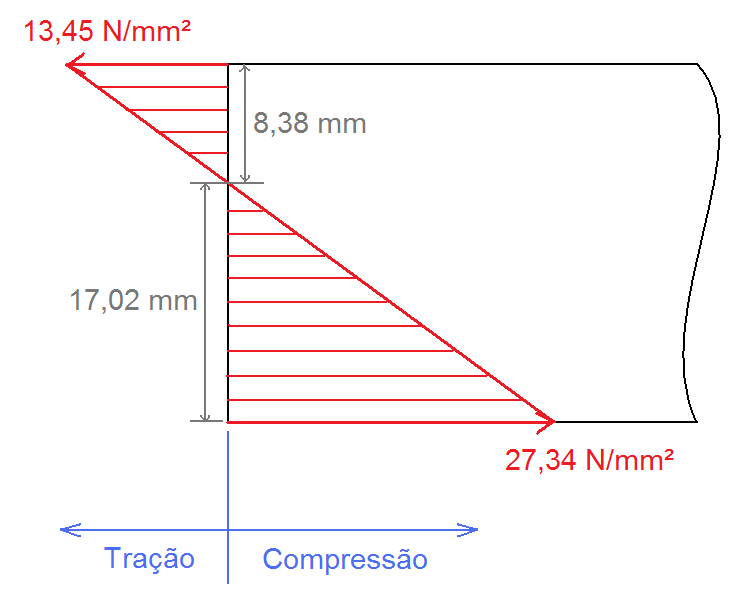 13,45 N/mm²
8,38 mm
17,02 mm
27,34 N/mm²
Tração
Compressão